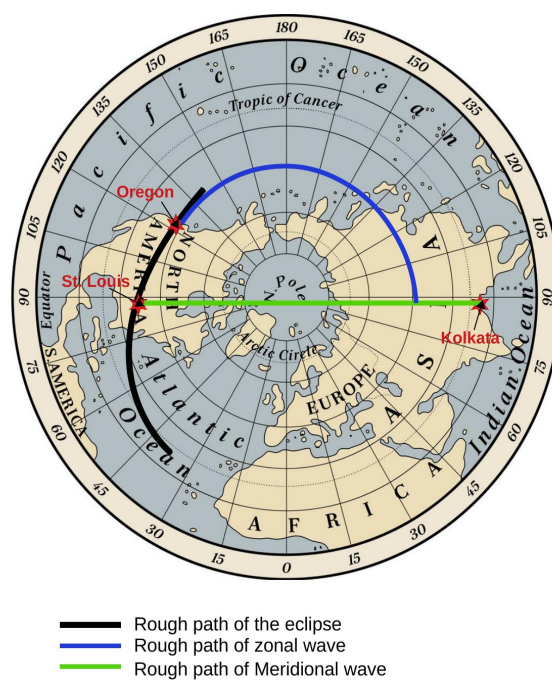 180
165
150
135
120
105
90
75
60
45
30
15
0
15
30
45
60
75
90
105
120
135
150
165
Pacific Ocean
Tropic of Cancer
Oregon
NORTH
AMERI A
St. Louis
Equator
N Pole
Arctic Circle
Kolkata
S.AMERICA
Atlantic
Ocean
EUROPE
A S I A
AFRICA
Indian Ocean
Rough path of the eclipse
Rough path of zonal wave
Rough path of Meridional wave